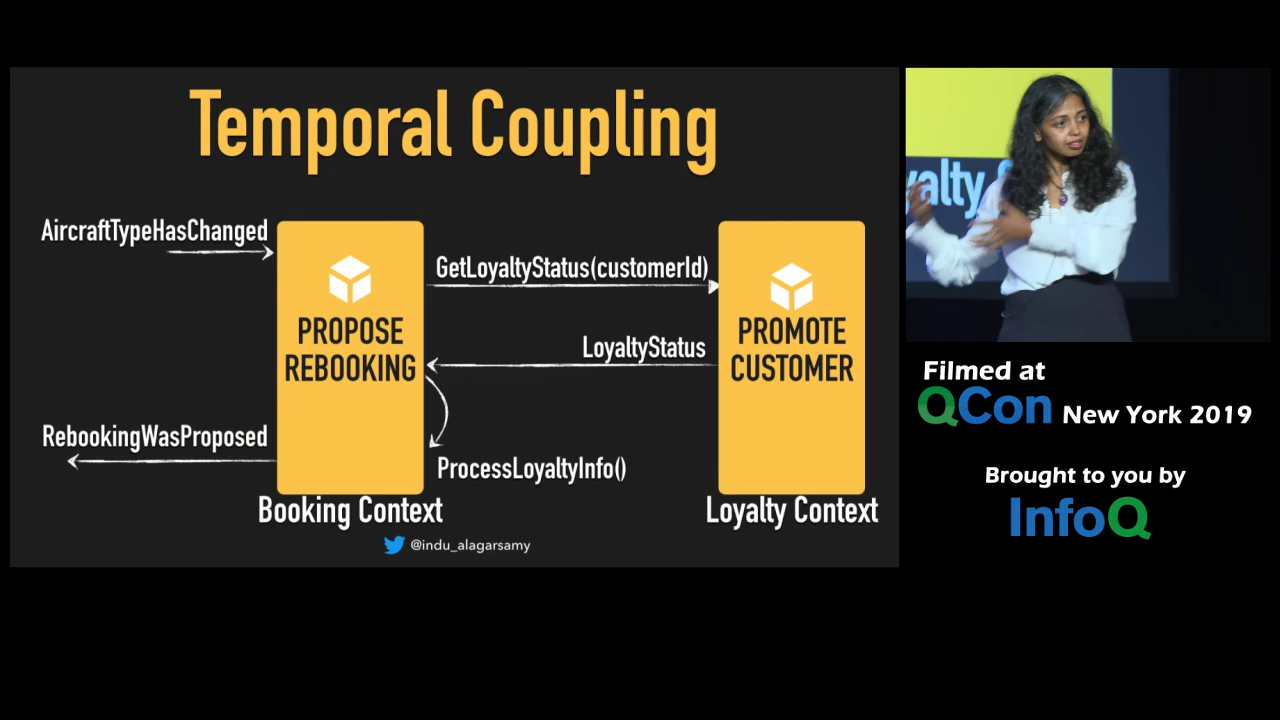 Temporal Coupling
AircraftTypeHasChanged
GetLoyaltyStatus(customerId)
PROPOSE
REBOOKING
PROMOTE
CUSTOMER
LoyaltyStatus
RebookingWasProposed
ProcessLoyaltyInfo()
Booking Context
Loyalty Context
@indu_alagarsamy
Filmed at
QCon New York 2019
Brought to you by
InfoQ